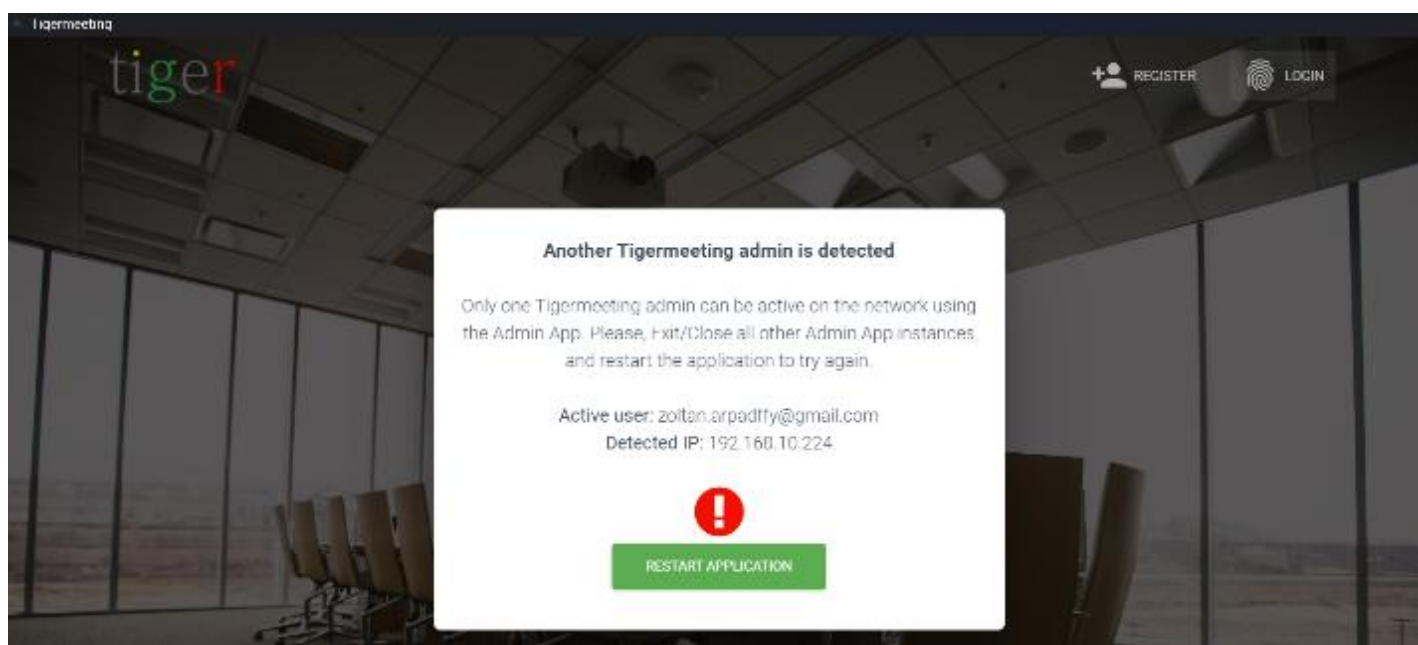 Tigermeeting
tiger
REGISTER
LOGIN
Another Tigermeeting admin is detected
Only one Tigermeeting admin can be active on the network using
the Admin App. Please, Exit/Close all other Admin App instances
and restart the application to try again.
Active user: zoltan.arpadffy@gmail.com
Detected IP: 192.168.10.224
RESTART APPLICATION